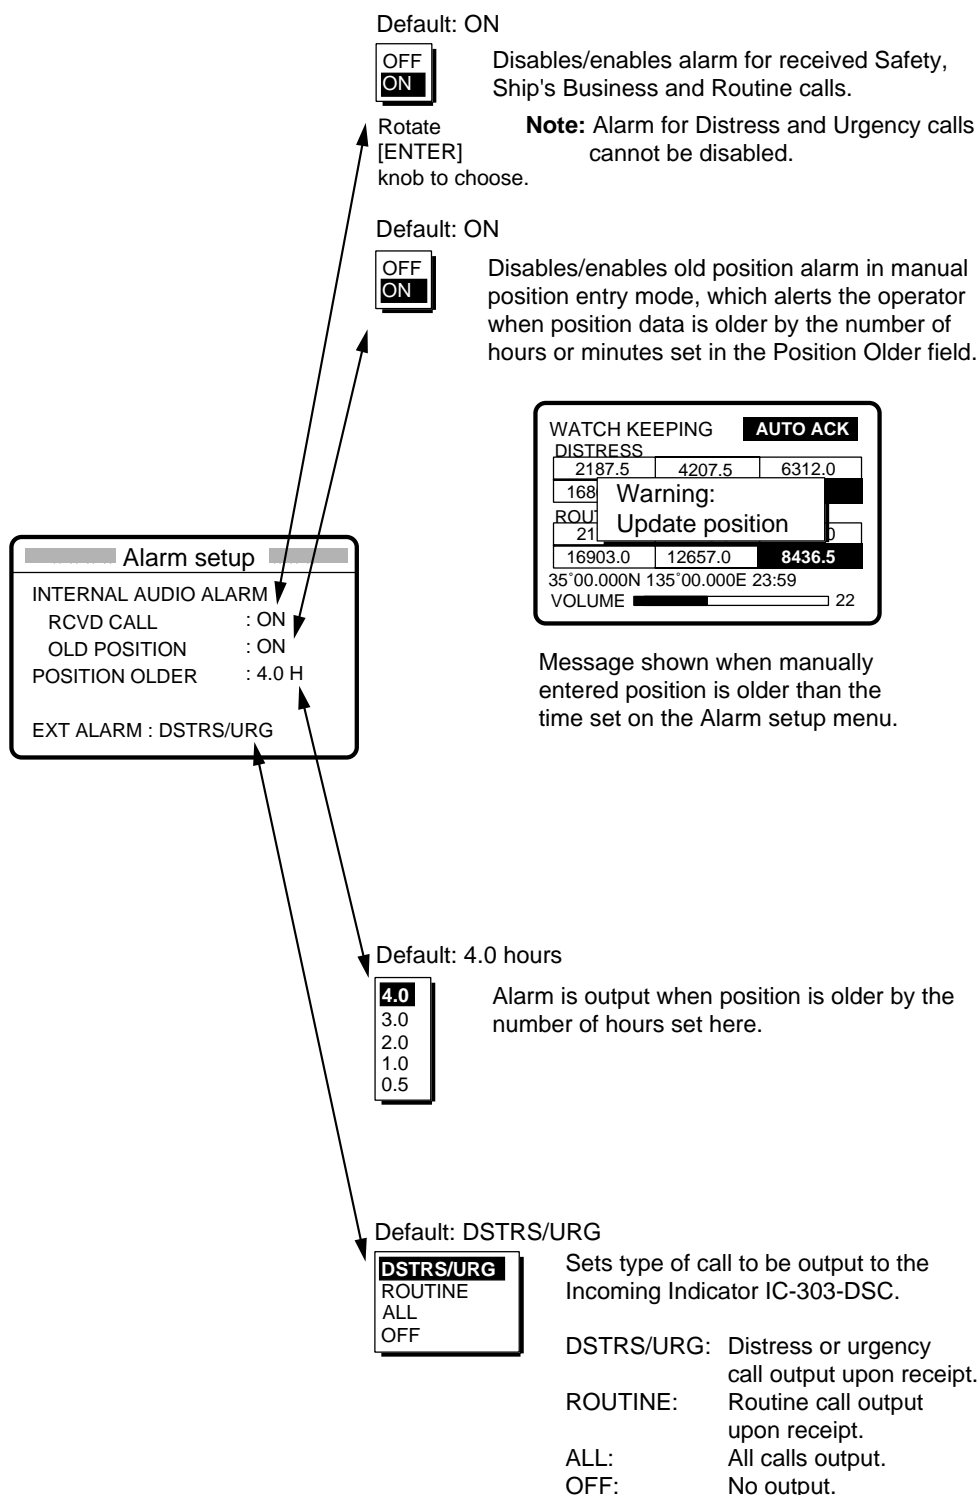 Default: ON
OFF
ON
Disables/enables alarm for received Safety,
Ship's Business and Routine calls.
Rotate
[ENTER]
knob to choose.
Note: Alarm for Distress and Urgency calls
cannot be disabled.
Default: ON
OFF
ON
Disables/enables old position alarm in manual
position entry mode, which alerts the operator
when position data is older by the number of
hours or minutes set in the Position Older field.
WATCH KEEPING AUTO ACK
DISTRESS
2187.5 4207.5 6312.0
Warning:
Update position
16903.0 12657.0 8436.5
35°00.000N 135°00.000E 23:59
VOLUME 22
Message shown when manually
entered position is older than the
time set on the Alarm setup menu.
Alarm setup
INTERNAL AUDIO ALARM
RCVD CALL : ON
OLD POSITION : ON
POSITION OLDER : 4.0 H
EXT ALARM : DSTRS/URG
Default: 4.0 hours
4.0
3.0
2.0
1.0
0.5
Alarm is output when position is older by the
number of hours set here.
Default: DSTRS/URG
DSTRS/URG
ROUTINE
ALL
OFF
Sets type of call to be output to the
Incoming Indicator IC-303-DSC.
DSTRS/URG: Distress or urgency
call output upon receipt.
ROUTINE: Routine call output
upon receipt.
ALL: All calls output.
OFF: No output.